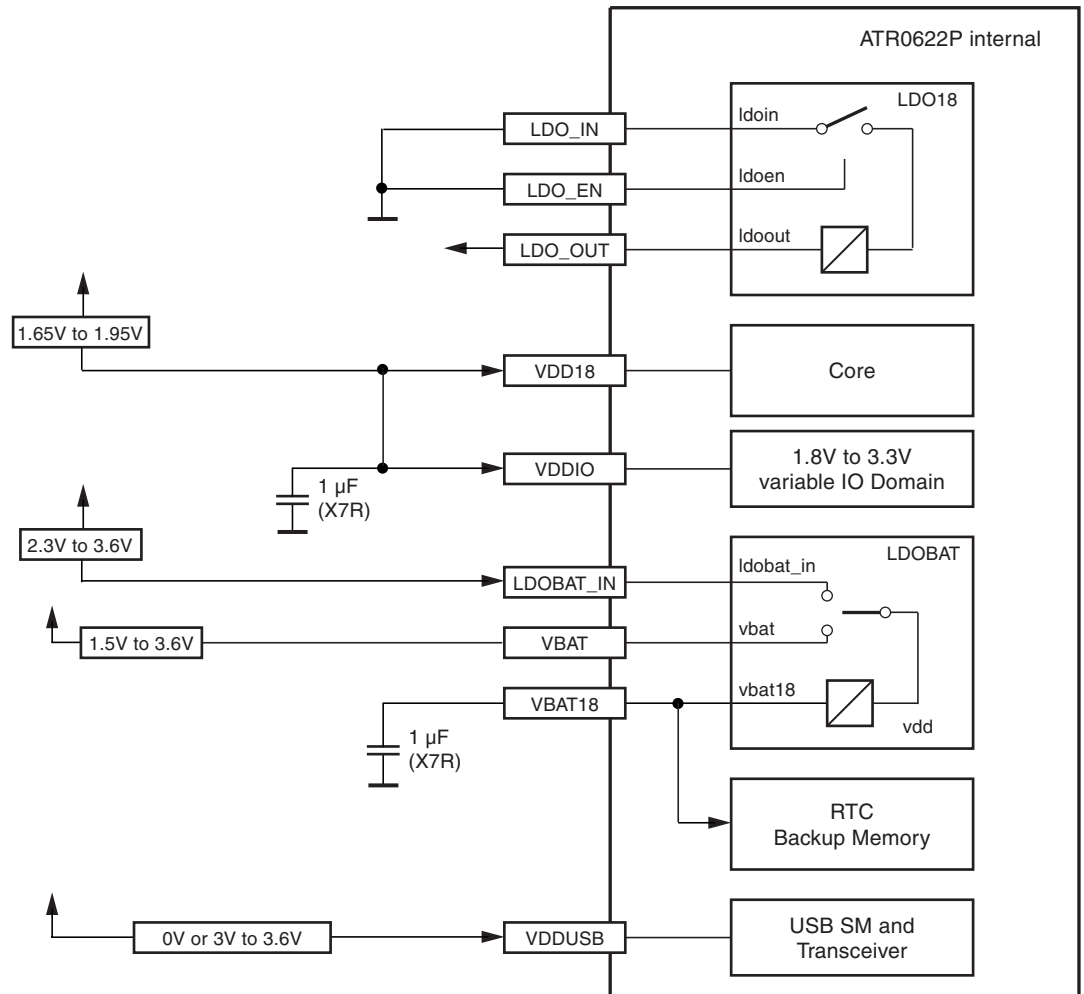 ATR0622P internal
LDO18
LDO_IN
ldoin
LDO_EN
ldoen
LDO_OUT
ldoout
1.65V to 1.95V
VDD18
Core
VDDIO
1.8V to 3.3V
variable IO Domain
1 µF
(X7R)
2.3V to 3.6V
LDOBAT
LDOBAT_IN
ldobat_in
1.5V to 3.6V
VBAT
vbat
VBAT18
vbat18
vdd
1 µF
(X7R)
RTC
Backup Memory
0V or 3V to 3.6V
VDDUSB
USB SM and
Transceiver